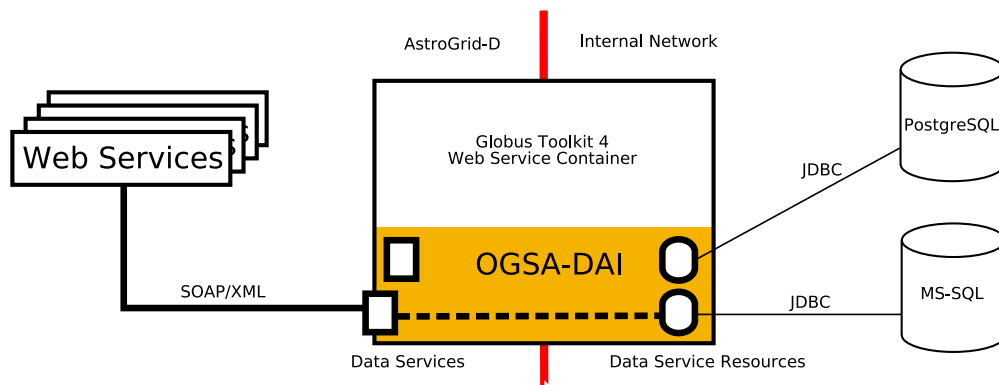 AstroGrid-D
Internal Network
Globus Toolkit 4
Web Service Container
PostgreSQL
Web Services
JDBC
OGSA-DAI
SOAP/XML
JDBC
MS-SQL
Data Services
Data Service Resources